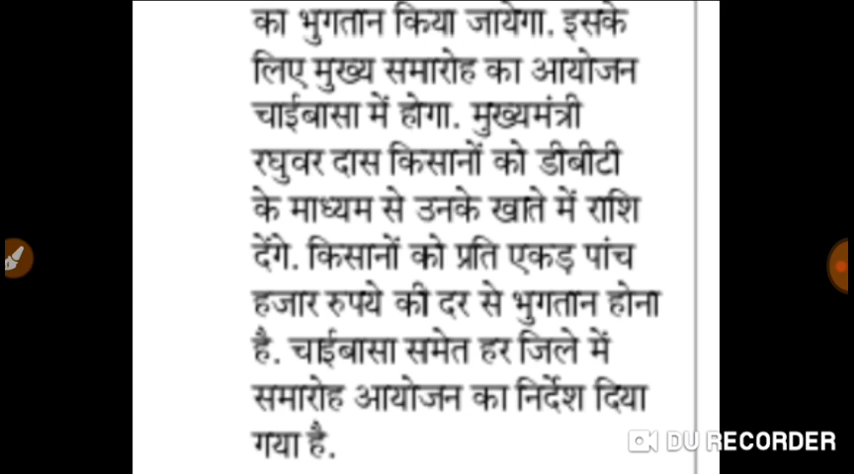 का भुगतान किया जायेगा. इसके
लिए मुख्य समारोह का आयोजन
चाईबासा में होगा. मुख्यमंत्री
रघुवर दास किसानों को डीबीटी
के माध्यम से उनके खाते में राशि
देंगे. किसानों को प्रति एकड़ पांच
हजार रुपये की दर से भुगतान होना
है. चाईबासा समेत हर जिले में
समारोह आयोजन का निर्देश दिया
गया है.
DU RECORDER